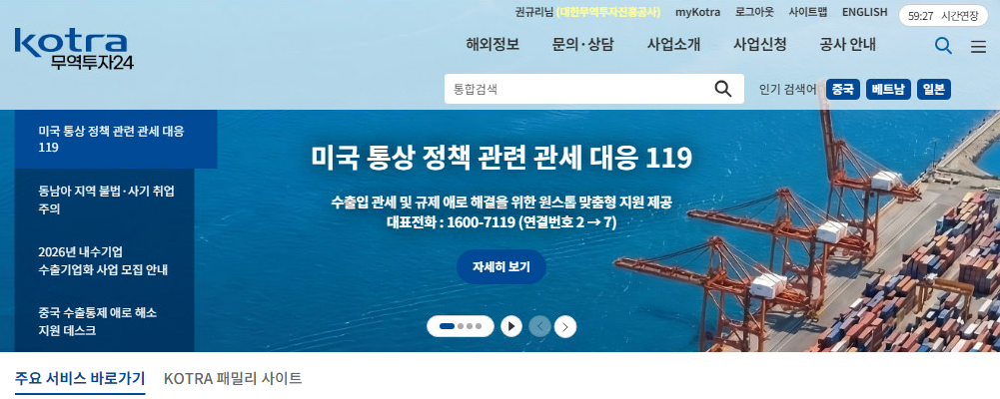 권규리님 (대한무역투자진흥공사) myKotra 로그아웃 사이트맵 ENGLISH 59:27 시간연장
kotra
무역투자24
해외정보 문의·상담 사업소개 사업신청 공사 안내
통합검색 인기 검색어 중국 베트남 일본
미국 통상 정책 관련 관세 대응
119
동남아 지역 불법·사기 취업
주의
2026년 내수기업
수출기업화 사업 모집 안내
중국 수출통제 애로 해소
지원 데스크
미국 통상 정책 관련 관세 대응 119
수출입 관세 및 규제 애로 해결을 위한 원스톱 맞춤형 지원 제공
대표전화 : 1600-7119 (연결번호 2 → 7)
자세히 보기
주요 서비스 바로가기 KOTRA 패밀리 사이트